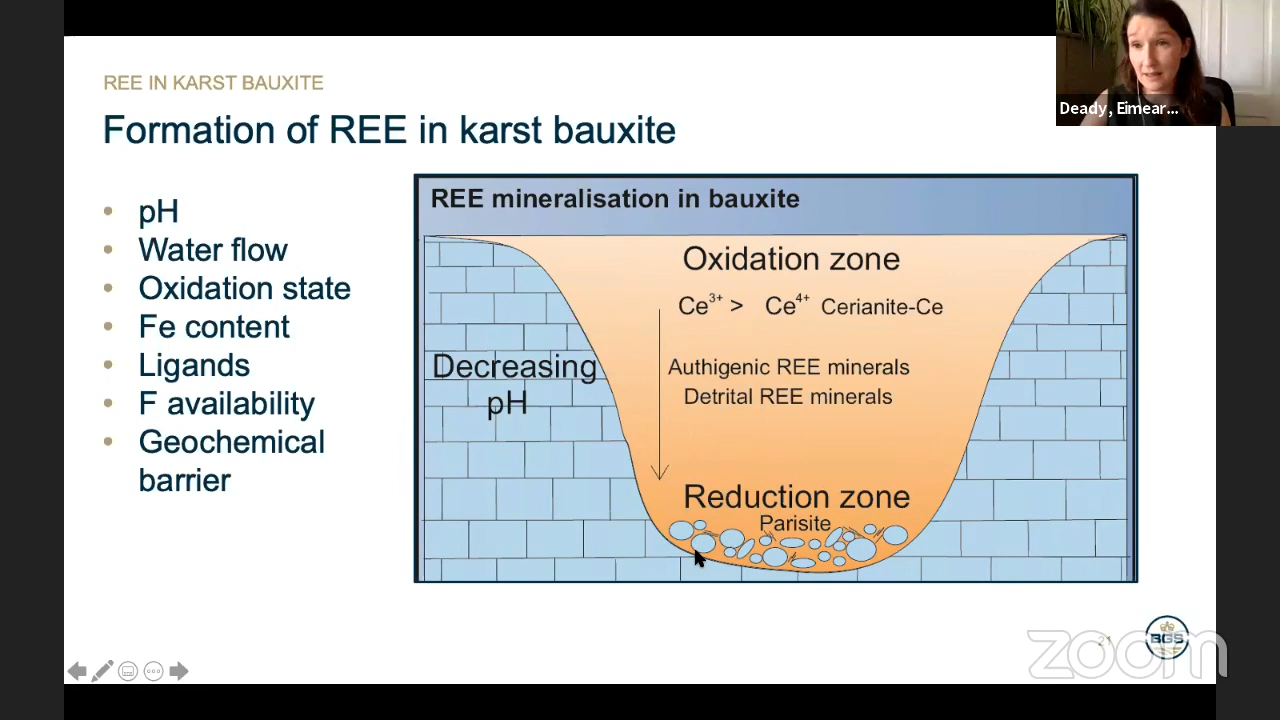 REE IN KARST BAUXITE
Formation of REE in karst bauxite
• pH
• Water flow
• Oxidation state
• Fe content
• Ligands
• F availability
• Geochemical
barrier
REE mineralisation in bauxite
Oxidation zone
Ce3+ > Ce4+ Cerianite-Ce
Decreasing
pH
Authigenic REE minerals
Detrital REE minerals
Reduction zone
Parisite
Deady, Eimear...
21
BGS
zoom